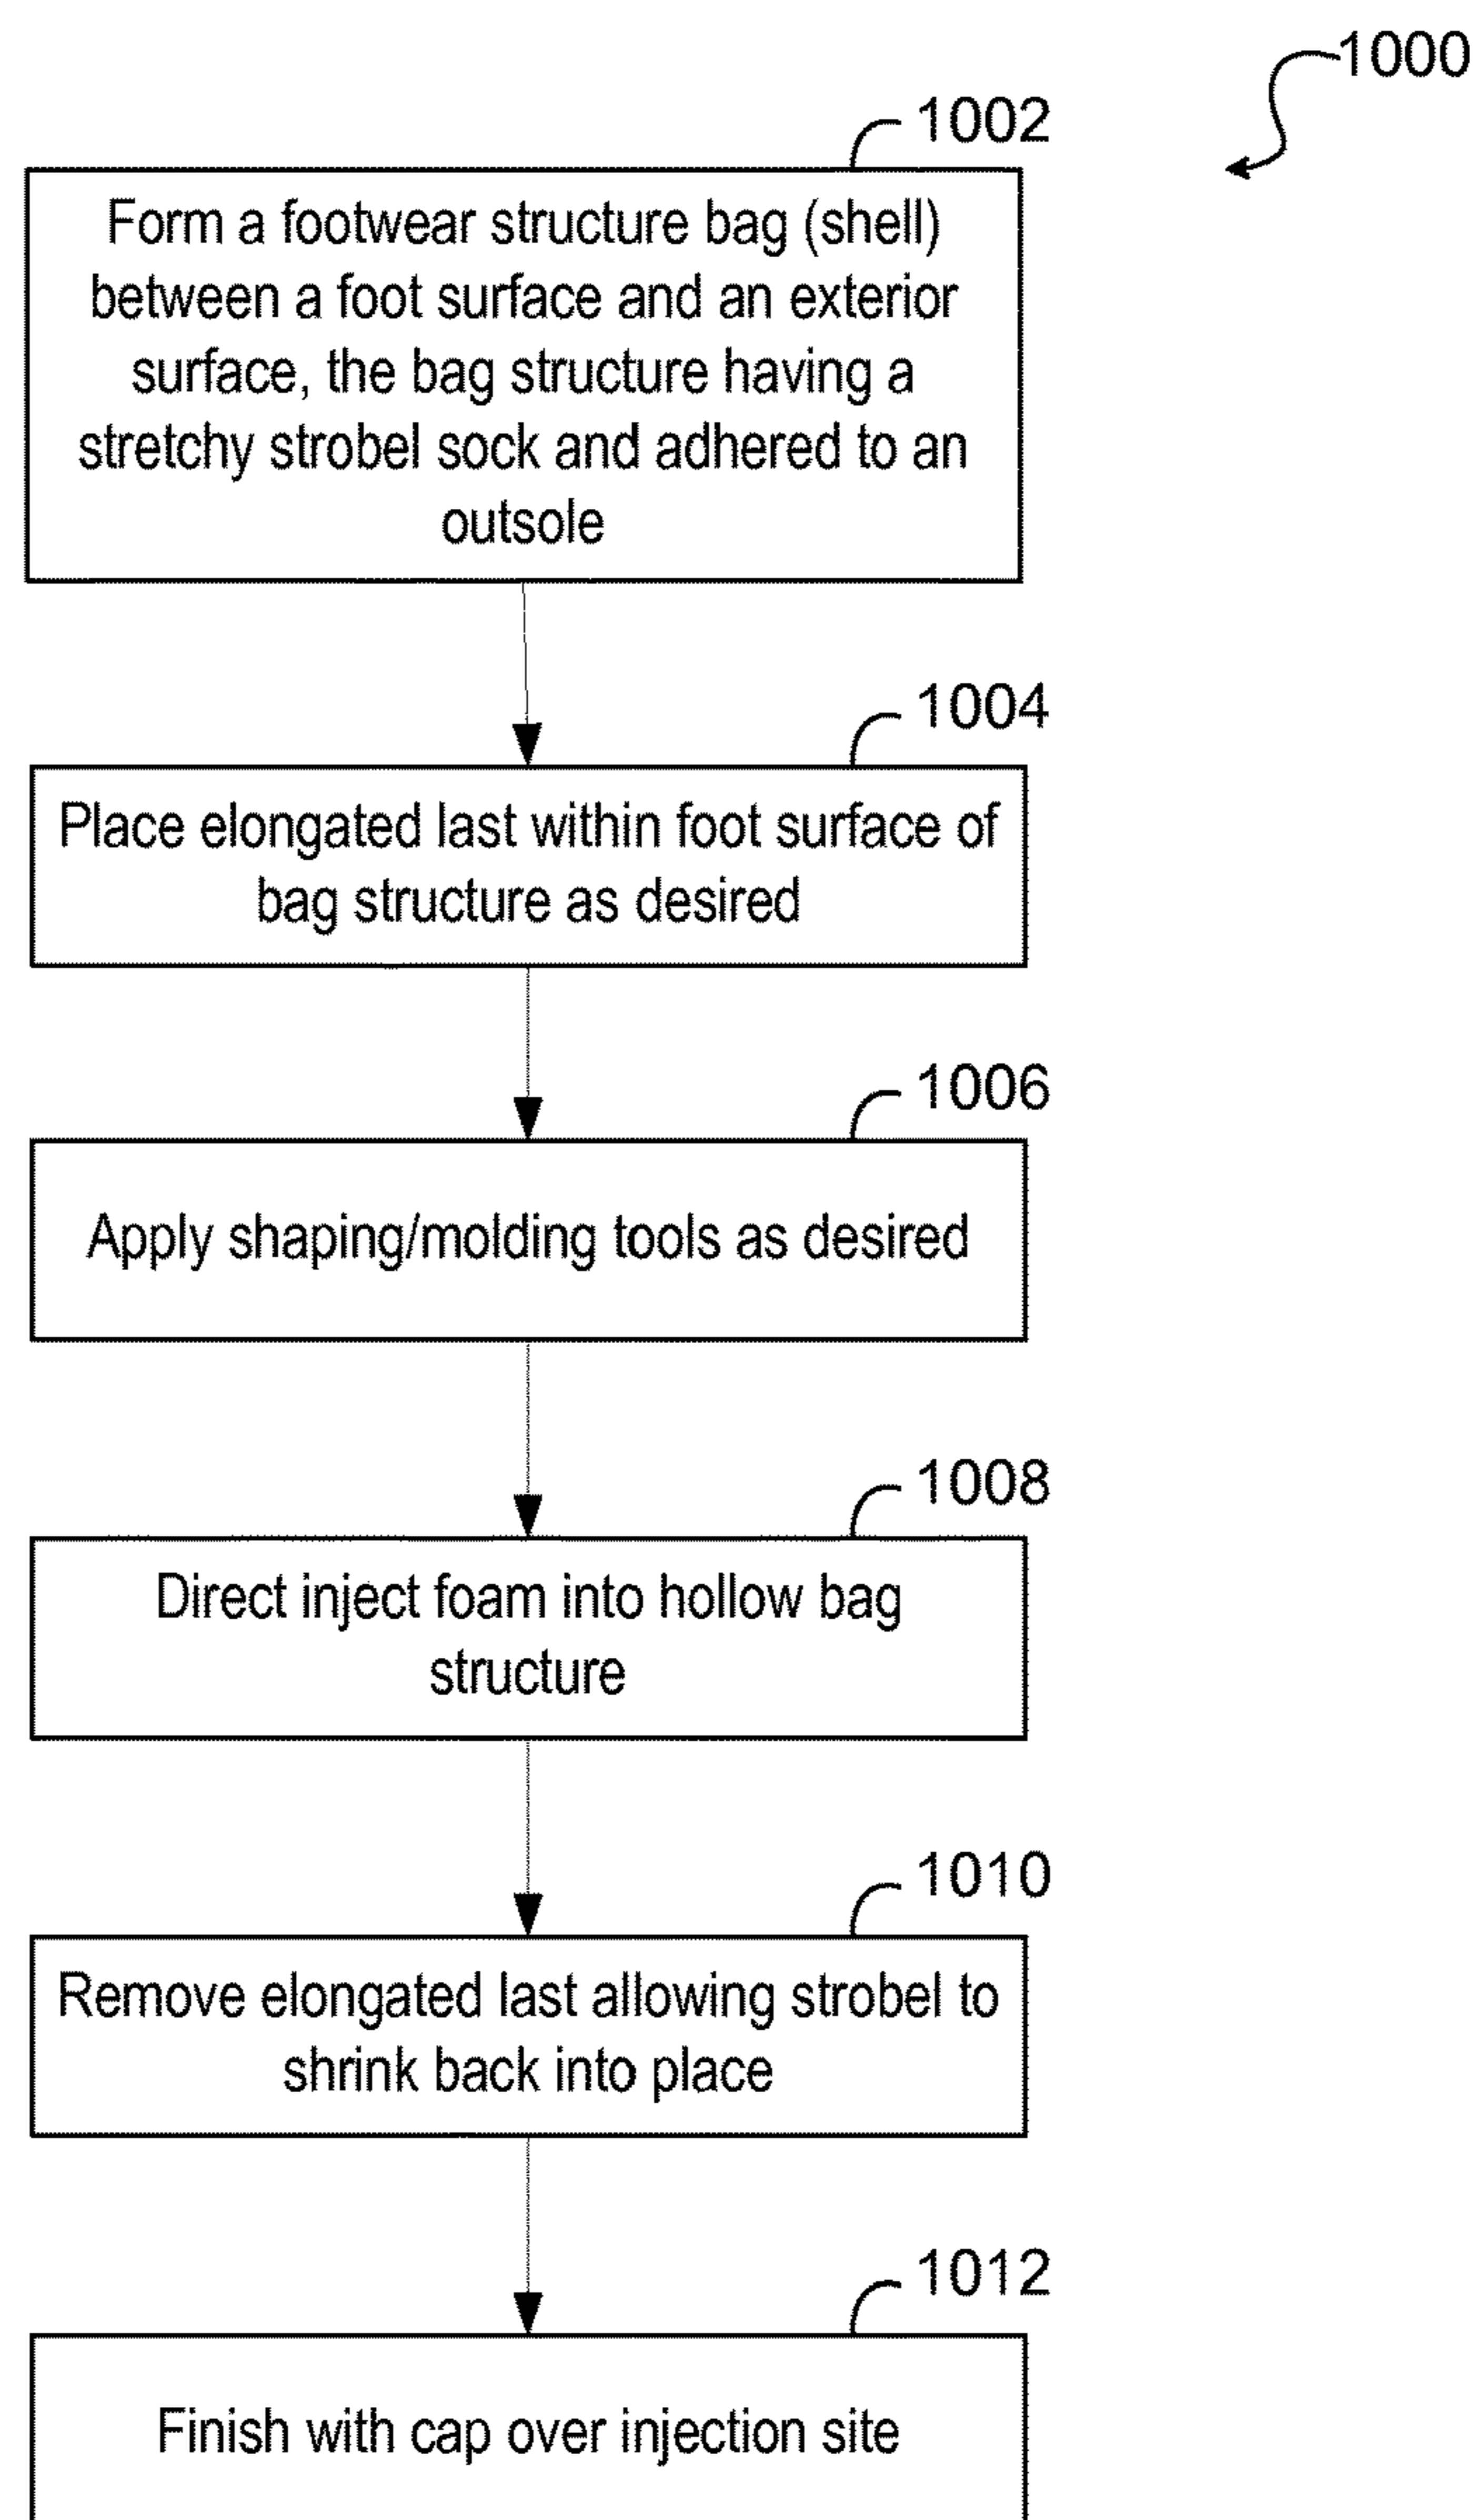 1000
1002
Form a footwear structure bag (shell)
between a foot surface and an exterior
surface, the bag structure having a
stretchy strobel sock and adhered to an
outsole
1004
Place elongated last within foot surface of
bag structure as desired
1006
Apply shaping/molding tools as desired
1008
Direct inject foam into hollow bag
structure
1010
Remove elongated last allowing strobel to
shrink back into place
1012
Finish with cap over injection site